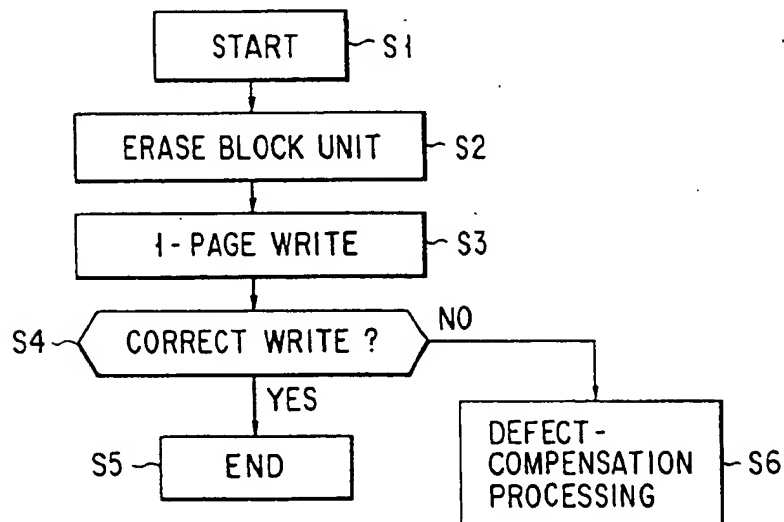 START S1
ERASE BLOCK UNIT S2
1-PAGE WRITE S3
S4 CORRECT WRITE ? NO
YES
S5 END
DEFECT-
COMPENSATION S6
PROCESSING